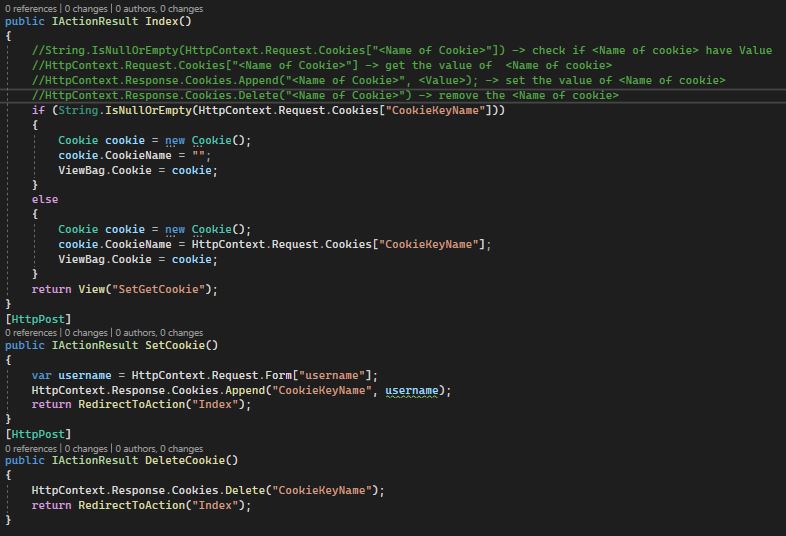 0 references | 0 changes | 0 authors, 0 changes
public IActionResult Index()
{
//String.IsNullOrEmpty(HttpContext.Request.Cookies["<Name of Cookie>"]) -> check if <Name of cookie> have Value
//HttpContext.Request.Cookies["<Name of Cookie>"] -> get the value of  <Name of cookie>
//HttpContext.Response.Cookies.Append("<Name of Cookie>", <Value>); -> set the value of <Name of cookie>
//HttpContext.Response.Cookies.Delete("<Name of Cookie>") -> remove the <Name of cookie>
if (String.IsNullOrEmpty(HttpContext.Request.Cookies["CookieKeyName"]))
{
Cookie cookie = new Cookie();
cookie.CookieName = "";
ViewBag.Cookie = cookie;
}
else
{
Cookie cookie = new Cookie();
cookie.CookieName = HttpContext.Request.Cookies["CookieKeyName"];
ViewBag.Cookie = cookie;
}
return View("SetGetCookie");
}
[HttpPost]
0 references | 0 changes | 0 authors, 0 changes
public IActionResult SetCookie()
{
var username = HttpContext.Request.Form["username"];
HttpContext.Response.Cookies.Append("CookieKeyName", username);
return RedirectToAction("Index");
}
[HttpPost]
0 references | 0 changes | 0 authors, 0 changes
public IActionResult DeleteCookie()
{
HttpContext.Response.Cookies.Delete("CookieKeyName");
return RedirectToAction("Index");
}